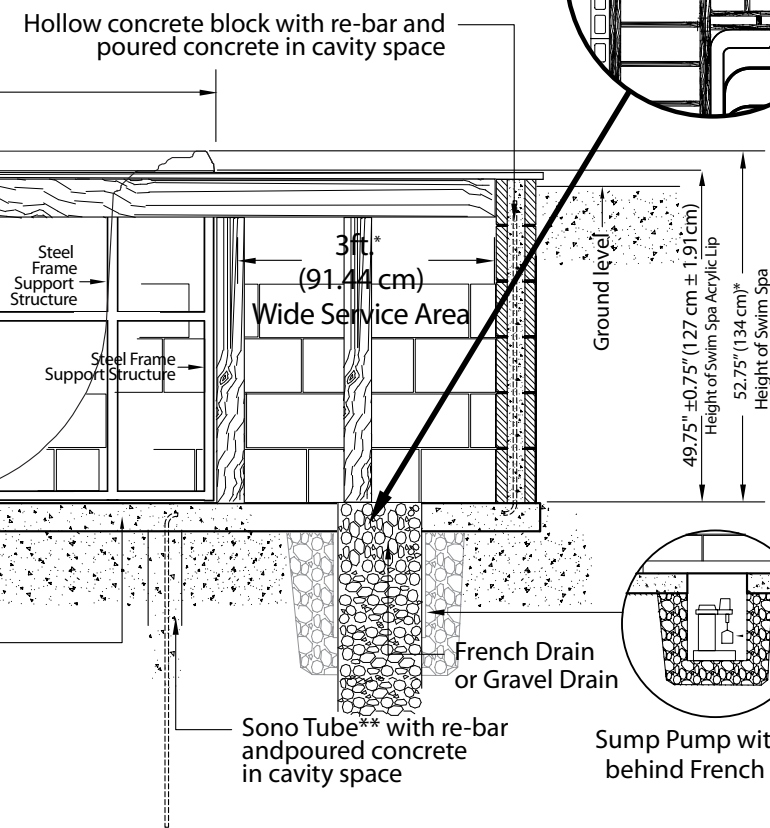 Hollow concrete block with re-bar and
poured concrete in cavity space
Steel
Frame
Support
Structure
3ft.*
(91.44 cm)
Wide Service Area
Steel Frame
Support Structure
Ground level
49.75" ±0.75" (127 cm ± 1.91cm)
Height of Swim Spa Acrylic Lip
52.75" (134 cm)*
Height of Swim Spa
French Drain
or Gravel Drain
Sono Tube** with re-bar
andpoured concrete
in cavity space
Sump Pump wit
behind French